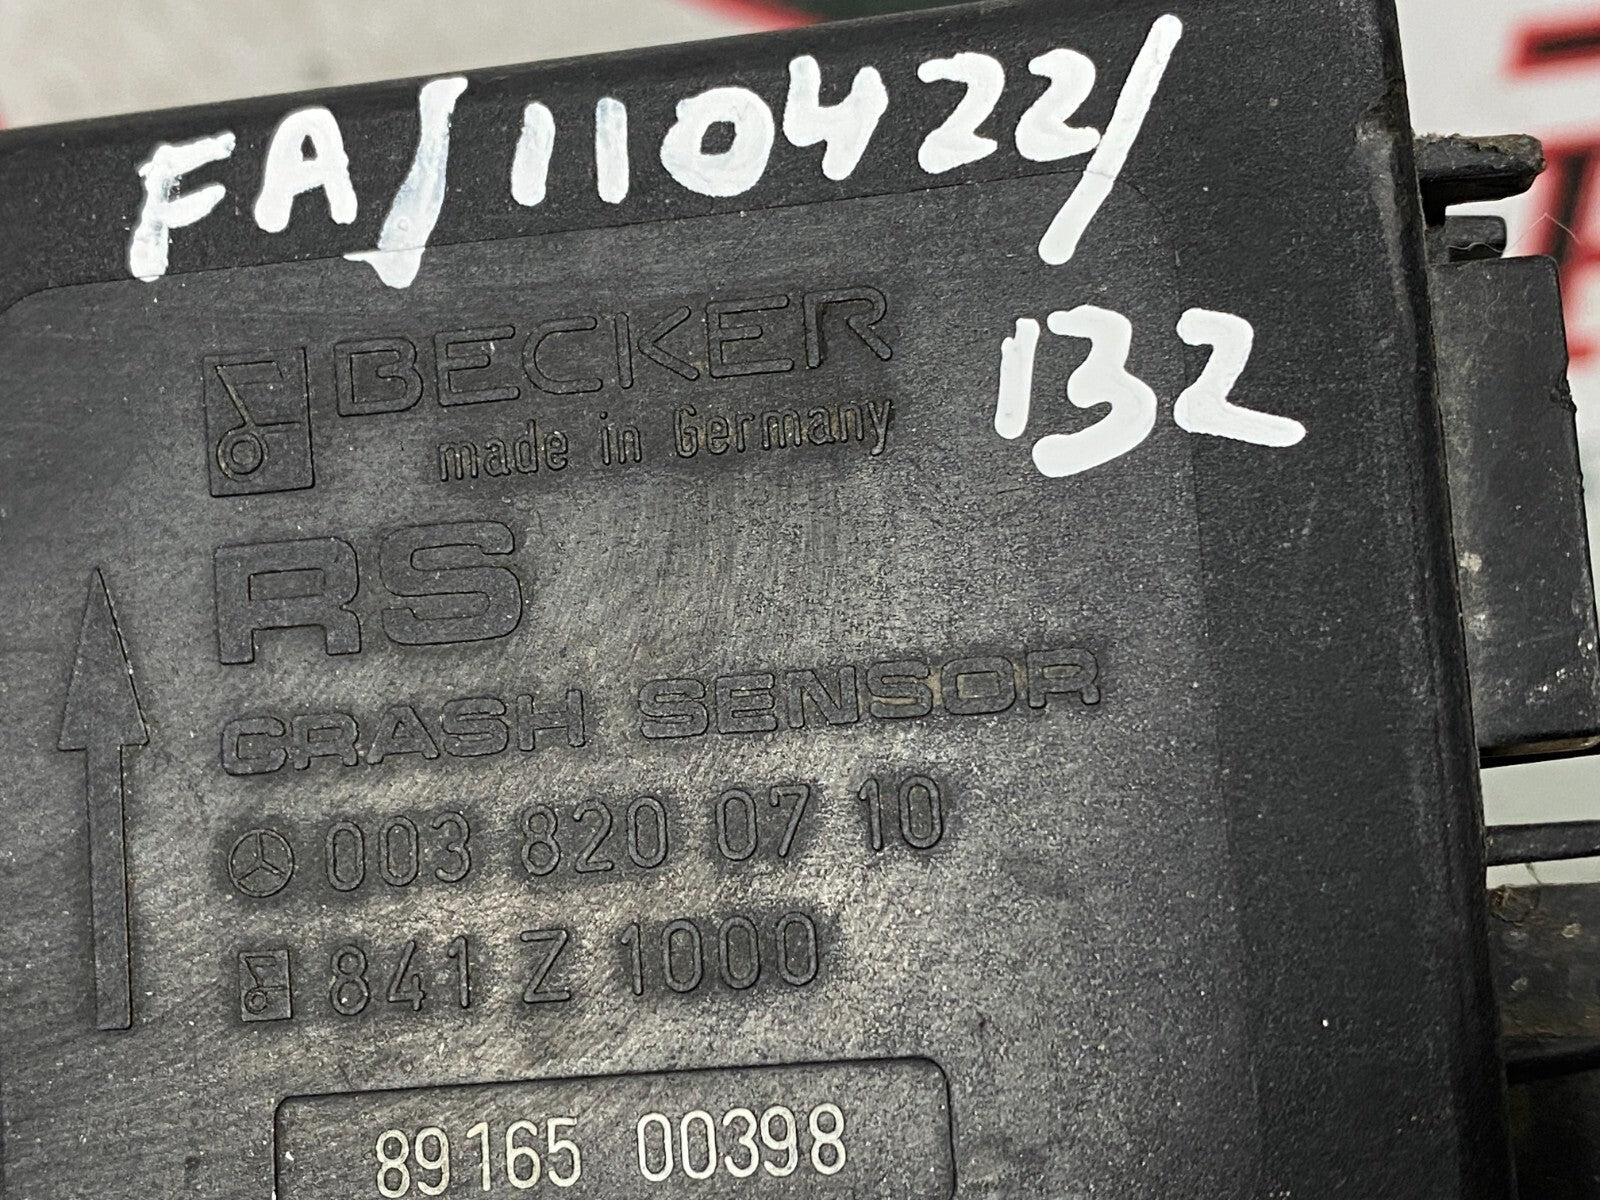 FA/110422/
132
BECKER
made in Germany
RS
CRASH SENSOR
003 820 07 10
841 Z 1000
89165 00398